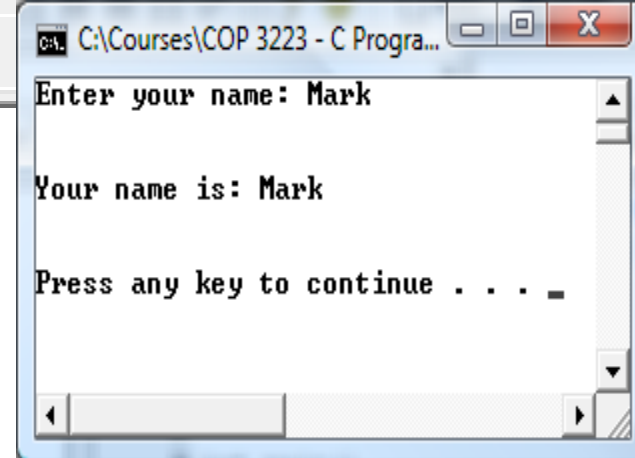 C:\Courses\COP 3223 - C Progra...
Enter your name: Mark
Your name is: Mark
Press any key to continue . . . _